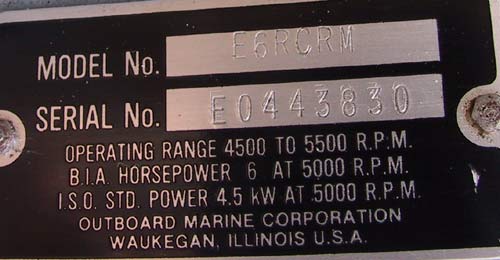 MODEL No. E6RCRM
SERIAL No. E0443830
OPERATING RANGE 4500 TO 5500 R.P.M.
B.I.A. HORSEPOWER 6 AT 5000 R.P.M.
I.S.O. STD. POWER 4.5 kW AT 5000 R.P.M.
OUTBOARD MARINE CORPORATION
WAUKEGAN, ILLINOIS U.S.A.